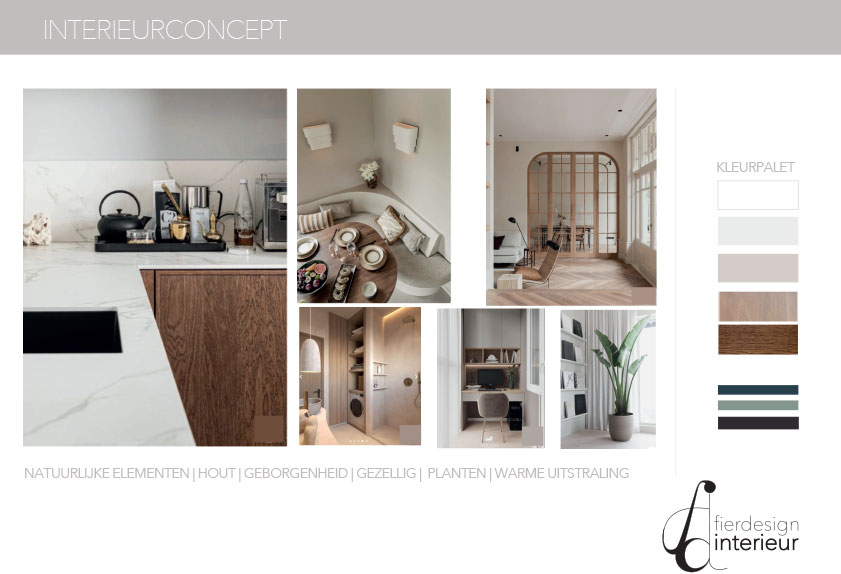 INTERIEURCONCEPT
KLEURPALET
NATUURLIJKE ELEMENTEN | HOUT | GEBORGENHEID | GEZELLIG | PLANTEN | WARME UITSTRALING
fierdesign
interieur